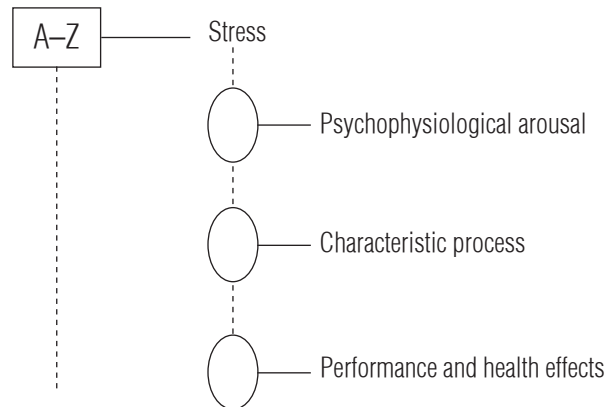 A–Z
Stress
Psychophysiological arousal
Characteristic process
Performance and health effects